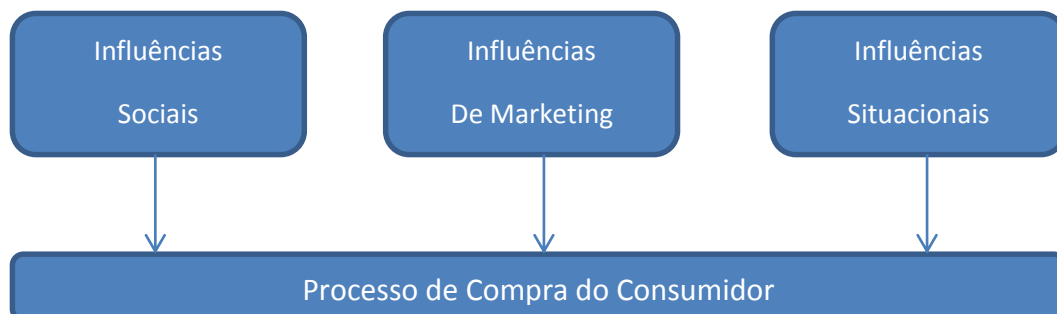 Influências
Sociais
Influências
De Marketing
Influências
Situacionais
Processo de Compra do Consumidor